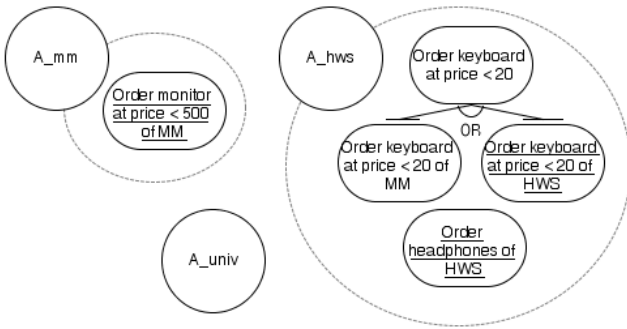 A_mm
Order monitor
at price < 500
of MM
A_hws
Order keyboard
at price < 20
OR
Order keyboard
at price < 20 of
MM
Order keyboard
at price < 20 of
HWS
A_univ
Order
headphones of
HWS